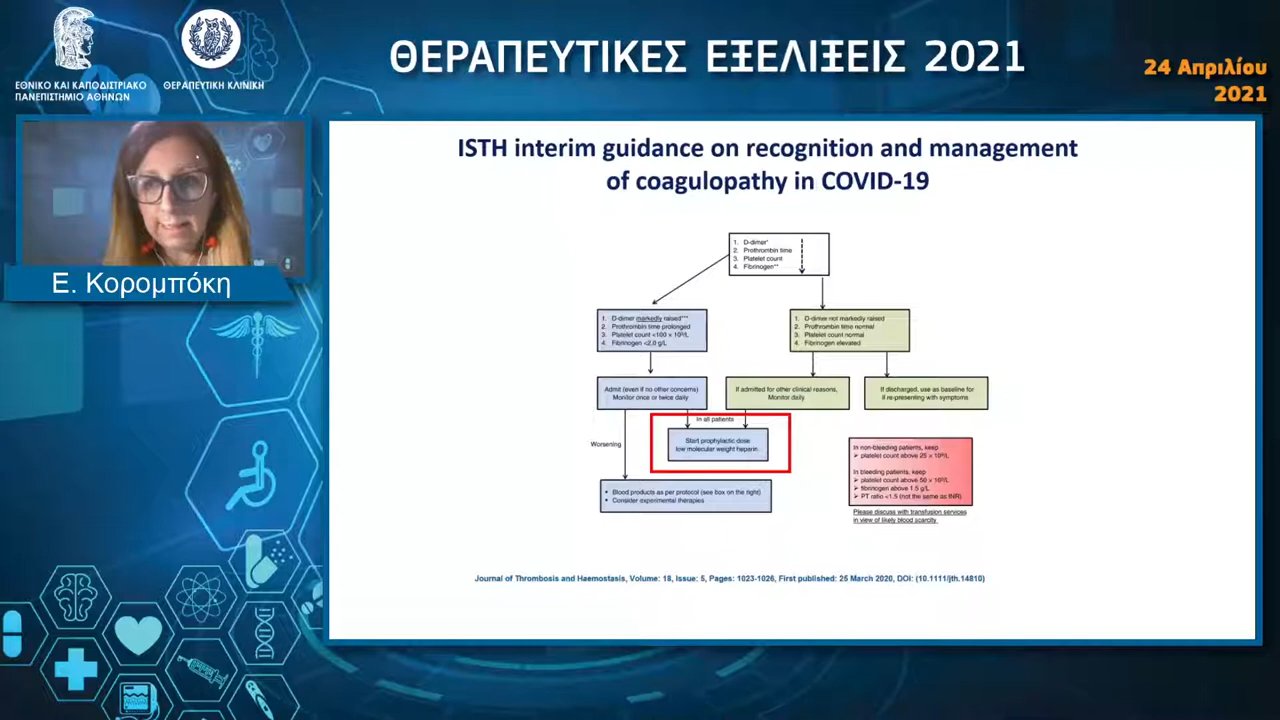 ΘΕΡΑΠΕΥΤΙΚΕΣ ΕΞΕΛΙΞΕΙΣ 2021
24 Απριλίου
2021
ΕΘΝΙΚΟ ΚΑΙ ΚΑΠΟΔΙΣΤΡΙΑΚΟ
ΠΑΝΕΠΙΣΤΗΜΙΟ ΑΘΗΝΩΝ
ΘΕΡΑΠΕΥΤΙΚΗ ΚΛΙΝΙΚΗ
Ε. Κορομπόκη
ISTH interim guidance on recognition and management
of coagulopathy in COVID-19
1. D-dimer*
2. Prothrombin time
3. Platelet count
4. Fibrinogen**
1. D-dimer markedly raised***
2. Prothrombin time prolonged
3. Platelet count <100 x 10⁹/L
4. Fibrinogen <2.0 g/L
1. D-dimer not markedly raised
2. Prothrombin time normal
3. Platelet count normal
4. Fibrinogen elevated
Admit (even if no other concerns)
Monitor once or twice daily
If admitted for other clinical reasons,
Monitor daily
If discharged, use as baseline for
if re-presenting with symptoms
In all patients
Worsening
Start prophylactic dose
low molecular weight heparin.
• Blood products as per protocol (see box on the right)
• Consider experimental therapies
In non-bleeding patients, keep
➢ platelet count above 25 x 10⁹/L
In bleeding patients, keep
➢ platelet count above 50 x 10⁹/L
➢ fibrinogen above 1.5 g/L
➢ PT ratio <1.5 (not the same as INR)
Please discuss with transfusion services
in view of likely blood scarcity
Journal of Thrombosis and Haemostasis, Volume: 18, Issue: 5, Pages: 1023-1026, First published: 25 March 2020, DOI: (10.1111/jth.14810)